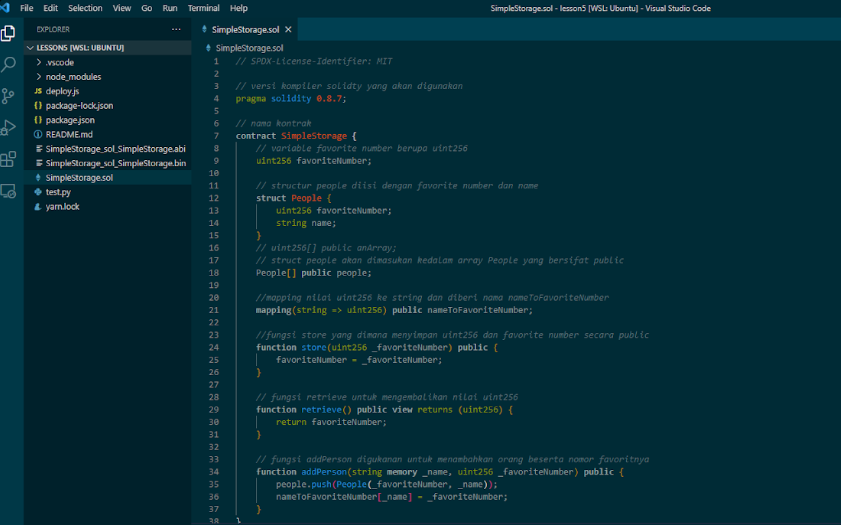 File Edit Selection View Go Run Terminal Help
SimpleStorage.sol - lesson5 [WSL: Ubuntu] - Visual Studio Code
EXPLORER ...
LESSON5 [WSL: UBUNTU]
.vscode
node_modules
JS deploy.js
{} package-lock.json
{} package.json
README.md
SimpleStorage_sol_SimpleStorage.abi
SimpleStorage_sol_SimpleStorage.bin
SimpleStorage.sol
test.py
yarn.lock
SimpleStorage.sol
SimpleStorage.sol
1 // SPDX-License-Identifier: MIT
2
3 // versi kompiler solidty yang akan digunakan
4 pragma solidity 0.8.7;
5
6 // nama kontrak
7 contract SimpleStorage {
8 // variable favorite number berupa uint256
9 uint256 favoriteNumber;
10
11 // structur people diisi dengan favorite number dan name
12 struct People {
13 uint256 favoriteNumber;
14 string name;
15 }
16 // uint256[] public anArray;
17 // struct people akan dimasukan kedalam array People yang bersifat public
18 People[] public people;
19
20 //mapping nilai uint256 ke string dan diberi nama nameToFavoriteNumber
21 mapping(string => uint256) public nameToFavoriteNumber;
22
23 //fungsi store yang dimana menyimpan uint256 dan favorite number secara public
24 function store(uint256 _favoriteNumber) public {
25 favoriteNumber = _favoriteNumber;
26 }
27
28 // fungsi retrieve untuk mengembalikan nilai uint256
29 function retrieve() public view returns (uint256) {
30 return favoriteNumber;
31 }
32
33 // fungsi addPerson digukanan untuk menambahkan orang beserta nomor favoritnya
34 function addPerson(string memory _name, uint256 _favoriteNumber) public {
35 people.push(People(_favoriteNumber, _name));
36 nameToFavoriteNumber[_name] = _favoriteNumber;
37 }
38 }